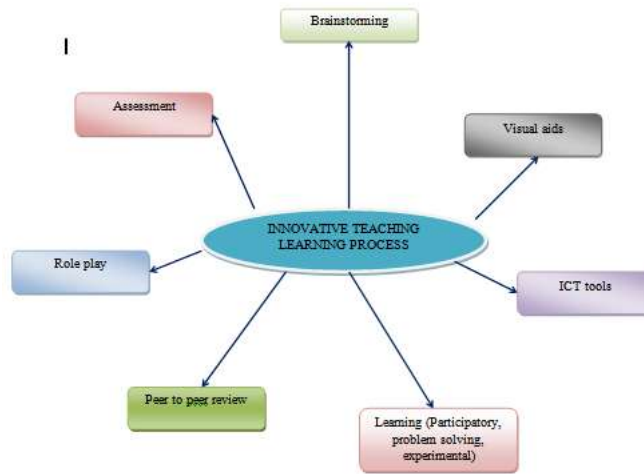 Brainstorming
I
Assessment
Visual aids
INNOVATIVE TEACHING
LEARNING PROCESS
Role play
ICT tools
Peer to peer review
Learning (Participatory,
problem solving,
experimental)